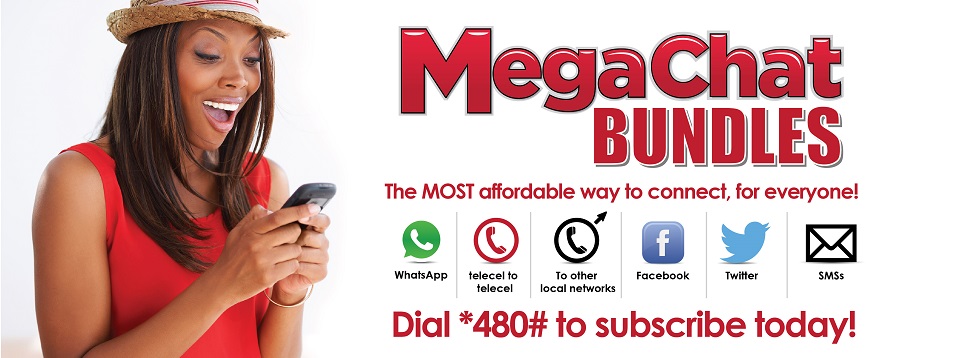 MegaChat
BUNDLES
The MOST affordable way to connect, for everyone!
WhatsApp
telecel to
telecel
To other
local networks
Facebook
Twitter
SMSs
Dial *480# to subscribe today!